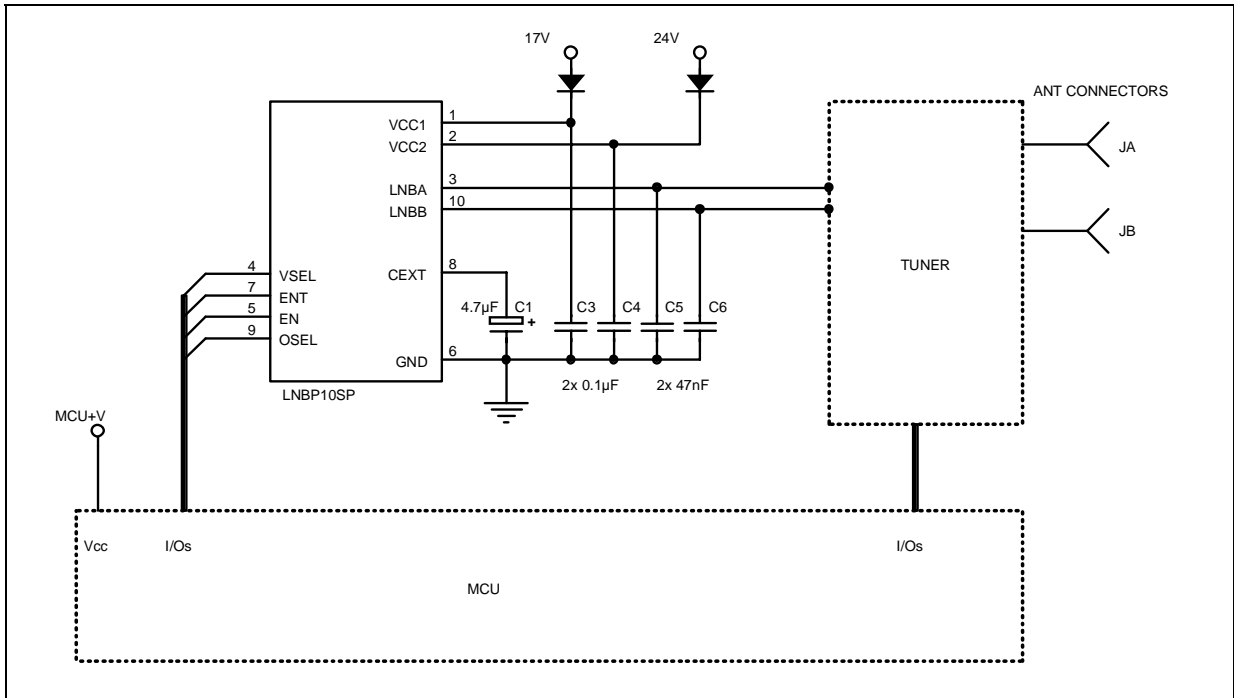 17V
24V
ANT CONNECTORS
VCC1
1
VCC2
2
JA
LNBA
3
LNBB
10
JB
TUNER
4
VSEL
CEXT
8
7
ENT
5
EN
4.7µF
C1
+
C3
C4
C5
C6
9
OSEL
GND
6
2x 0.1µF
2x 47nF
LNBP10SP
MCU+V
Vcc
I/Os
I/Os
MCU